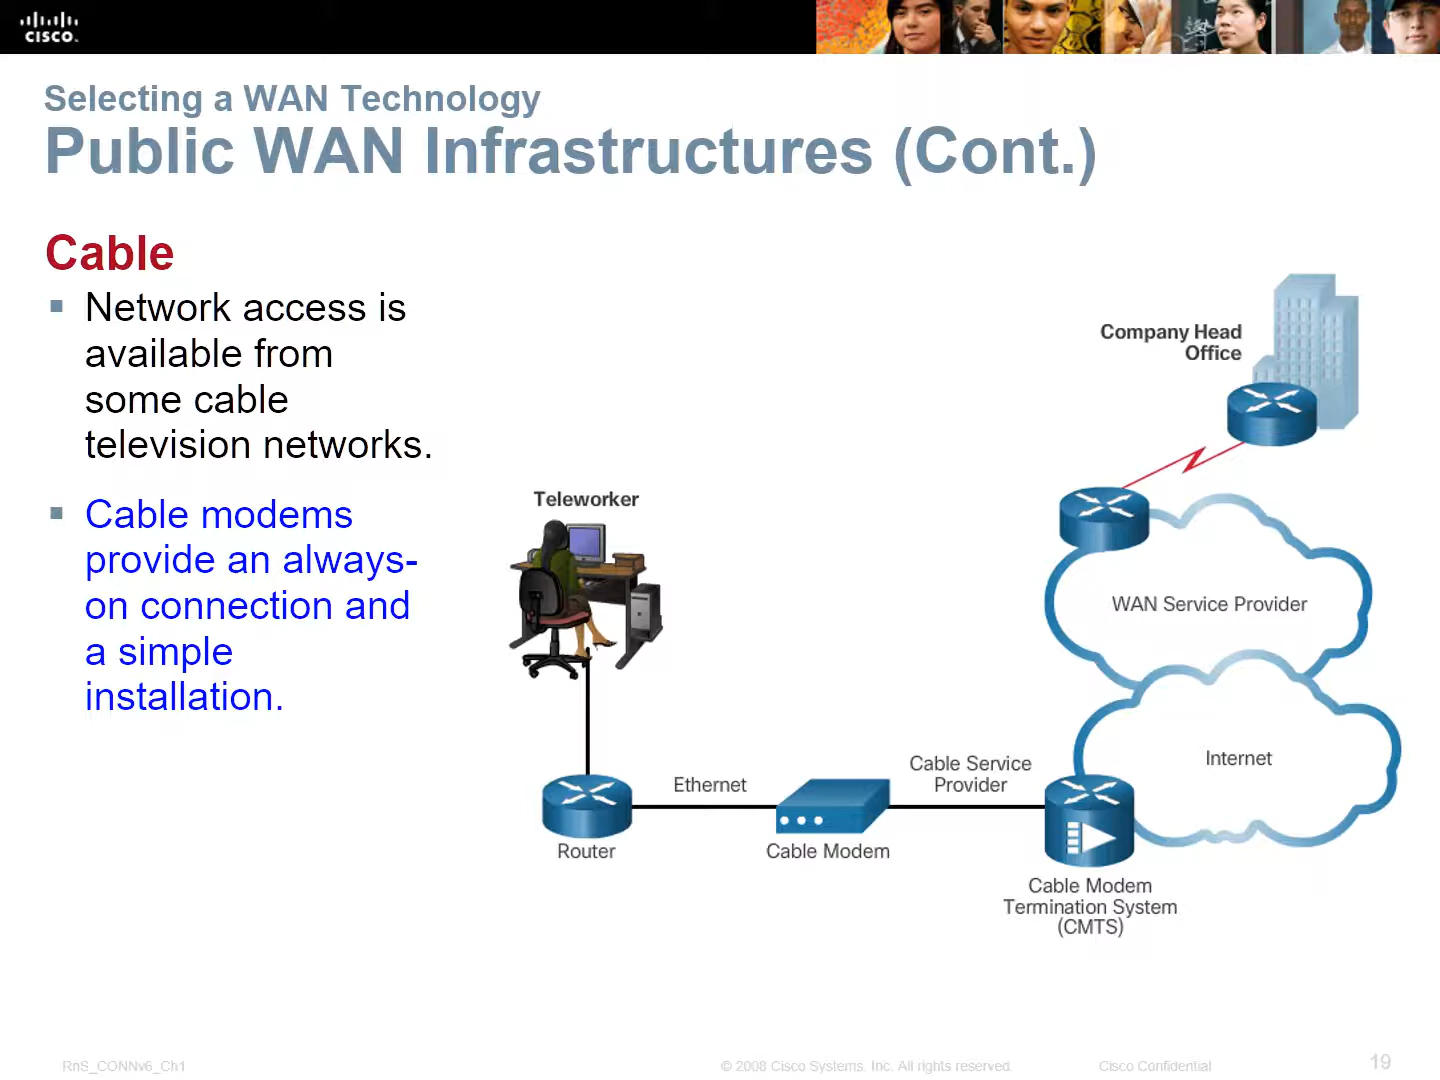 CISCO.
Selecting a WAN Technology
Public WAN Infrastructures (Cont.)
Cable
Network access is
available from
some cable
television networks.
Cable modems
provide an always-
on connection and
a simple
installation.
Company Head
Office
Teleworker
WAN Service Provider
Internet
Ethernet
Cable Service
Provider
Router
Cable Modem
Cable Modem
Termination System
(CMTS)
RnS_CONNv6_Ch1
© 2008 Cisco Systems, Inc. All rights reserved.
Cisco Confidential
19